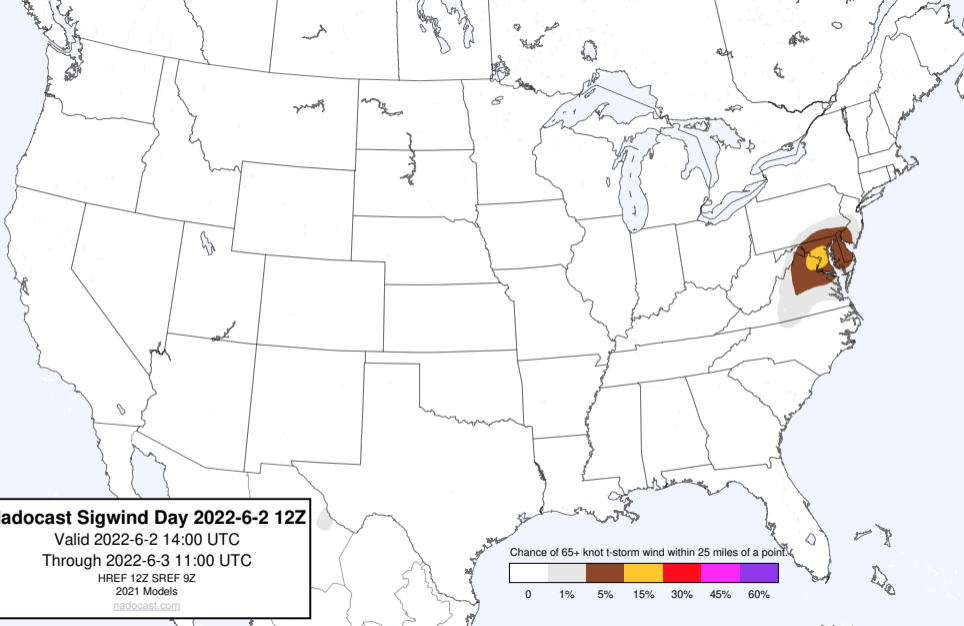 adocast Sigwind Day 2022-6-2 12Z
Valid 2022-6-2 14:00 UTC
Through 2022-6-3 11:00 UTC
HREF 12Z SREF 9Z
2021 Models
nadocast.com
Chance of 65+ knot t-storm wind within 25 miles of a point.
0 1% 5% 15% 30% 45% 60%